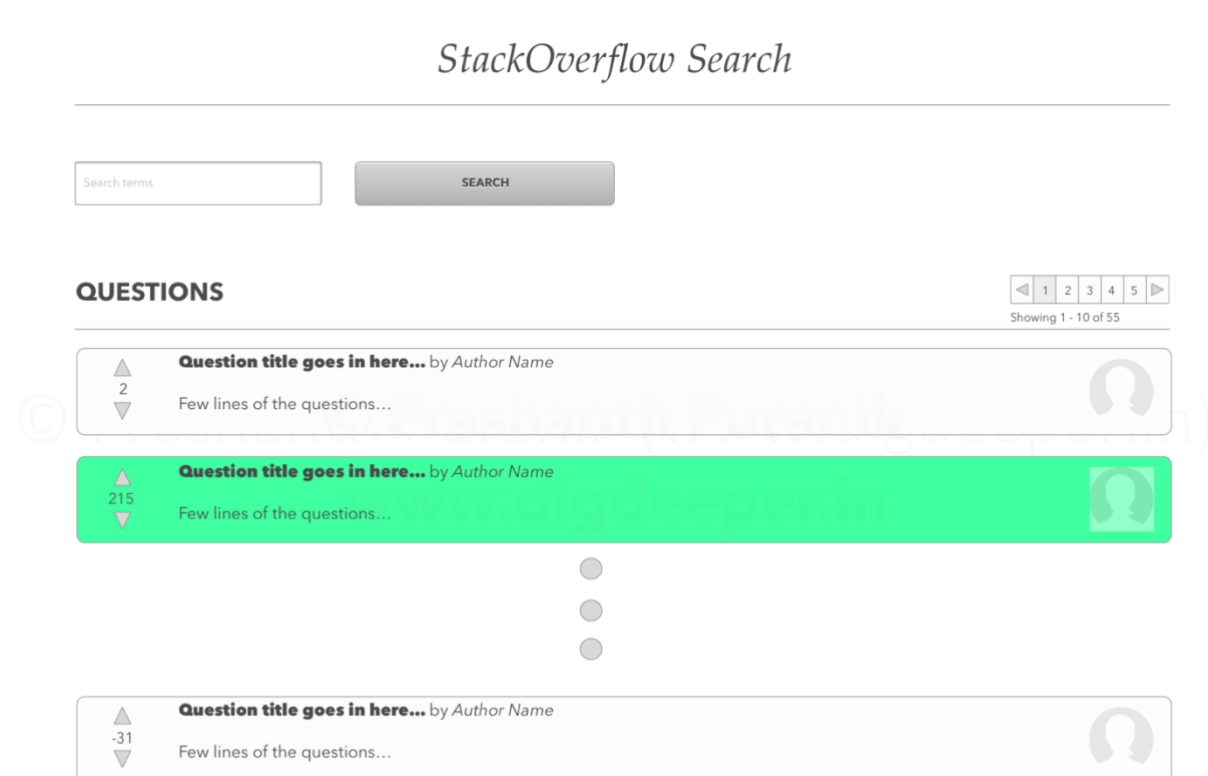 StackOverflow Search
Search terms
SEARCH
QUESTIONS
1 2 3 4 5
Showing 1 - 10 of 55
Question title goes in here... by Author Name
2
Few lines of the questions...
© Prashanth Puranik
Question title goes in here... by Author Name
215
Few lines of the questions...
www.digdeeper.in
Question title goes in here... by Author Name
-31
Few lines of the questions...